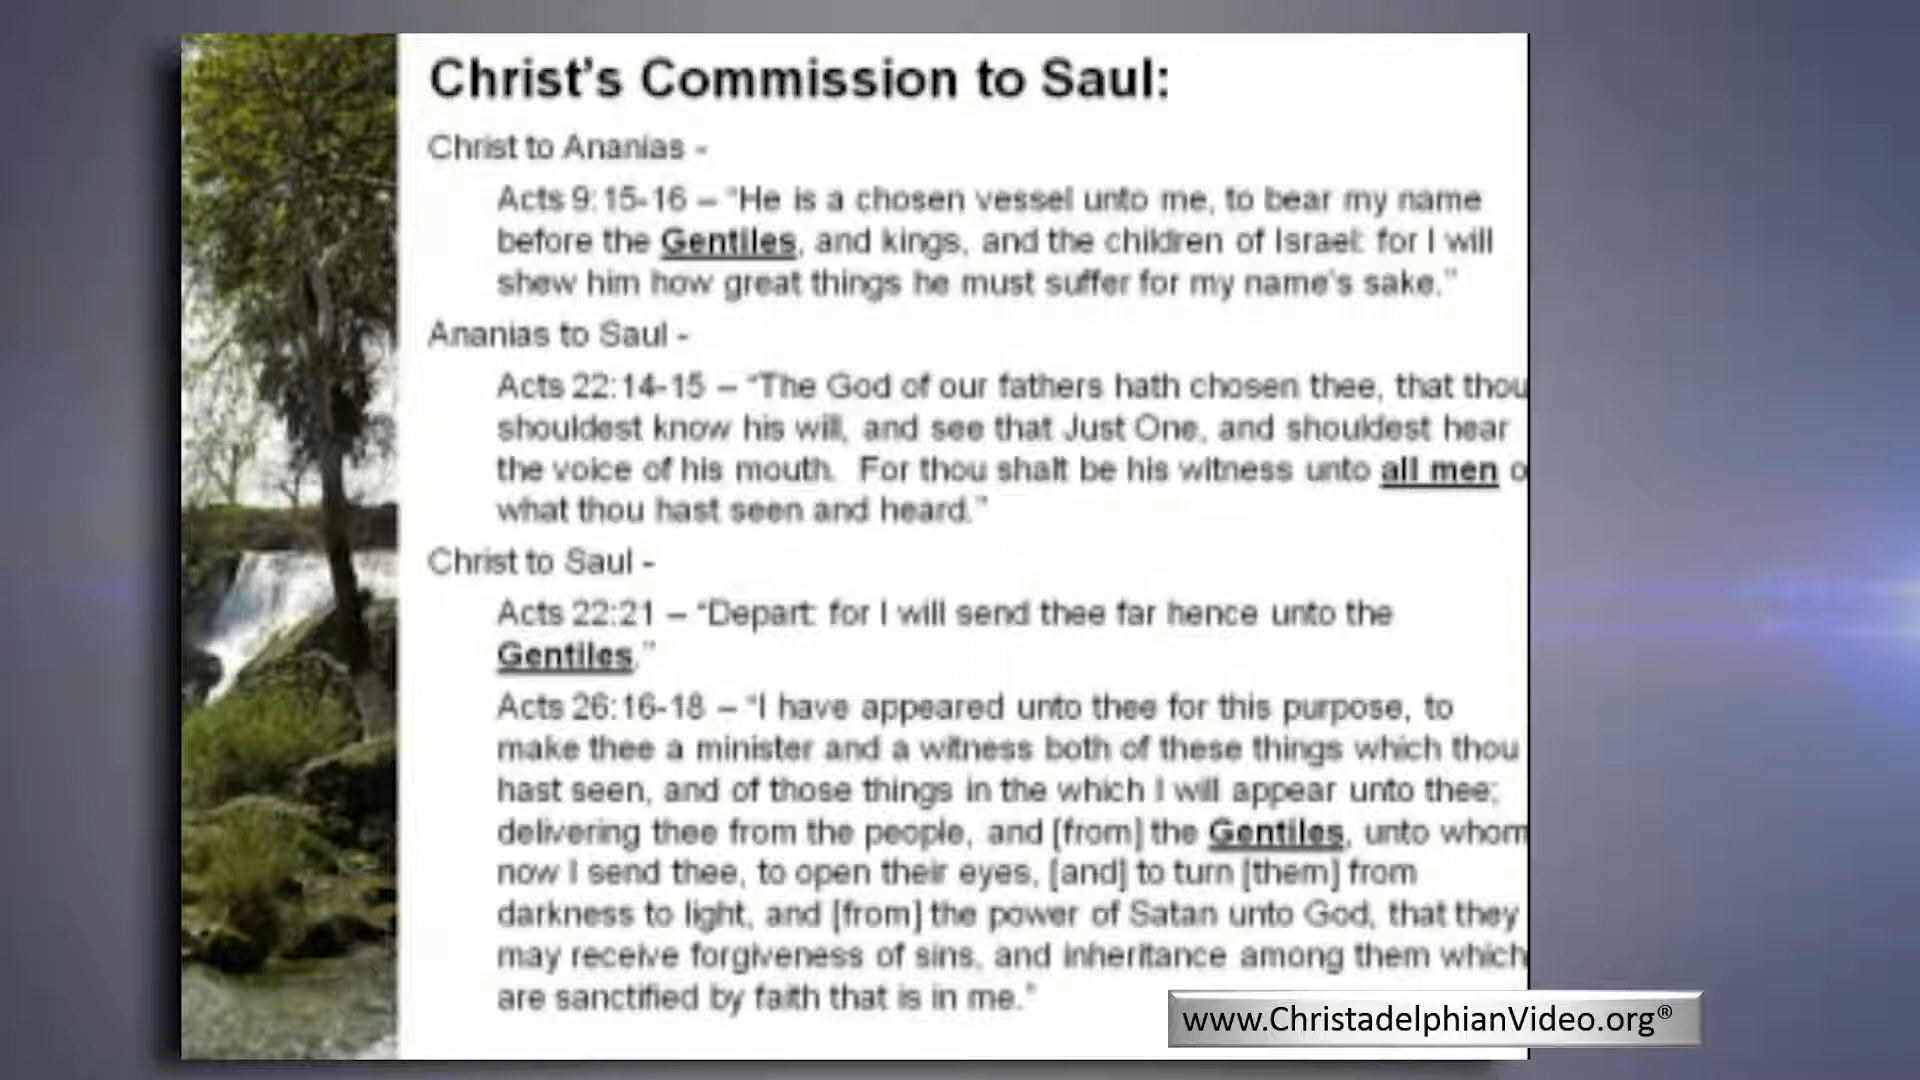 Christ's Commission to Saul:
Christ to Ananias -
Acts 9:15-16 – "He is a chosen vessel unto me, to bear my name
before the Gentiles, and kings, and the children of Israel: for I will
shew him how great things he must suffer for my name's sake."
Ananias to Saul -
Acts 22:14-15 – "The God of our fathers hath chosen thee, that thou
shouldest know his will, and see that Just One, and shouldest hear
the voice of his mouth.  For thou shalt be his witness unto all men o
what thou hast seen and heard."
Christ to Saul -
Acts 22:21 – "Depart: for I will send thee far hence unto the
Gentiles."
Acts 26:16-18 – "I have appeared unto thee for this purpose, to
make thee a minister and a witness both of these things which thou
hast seen, and of those things in the which I will appear unto thee;
delivering thee from the people, and [from] the Gentiles, unto whom
now I send thee, to open their eyes, [and] to turn [them] from
darkness to light, and [from] the power of Satan unto God, that they
may receive forgiveness of sins, and inheritance among them which
are sanctified by faith that is in me."
www.ChristadelphianVideo.org®